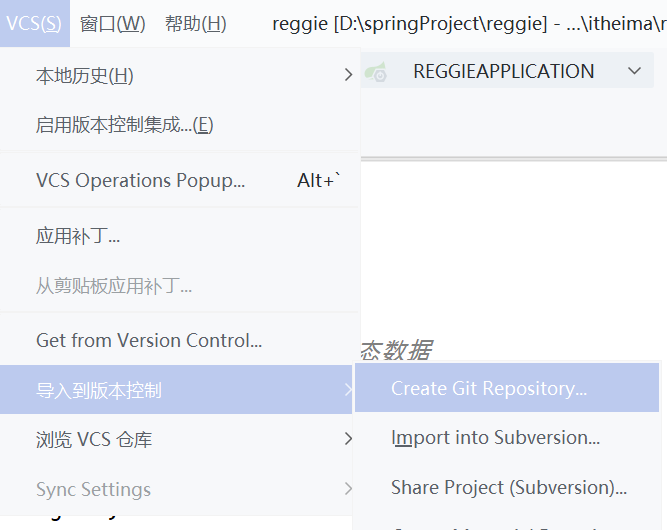 VCS(S) 窗口(W) 帮助(H) reggie [D:\springProject\reggie] - ...\itheima\r
本地历史(H)
REGGIEAPPLICATION
启用版本控制集成...(E)
VCS Operations Popup... Alt+`
应用补丁...
从剪贴板应用补丁...
Get from Version Control...
态数据
导入到版本控制
Create Git Repository...
浏览 VCS 仓库
Import into Subversion...
Sync Settings
Share Project (Subversion)...